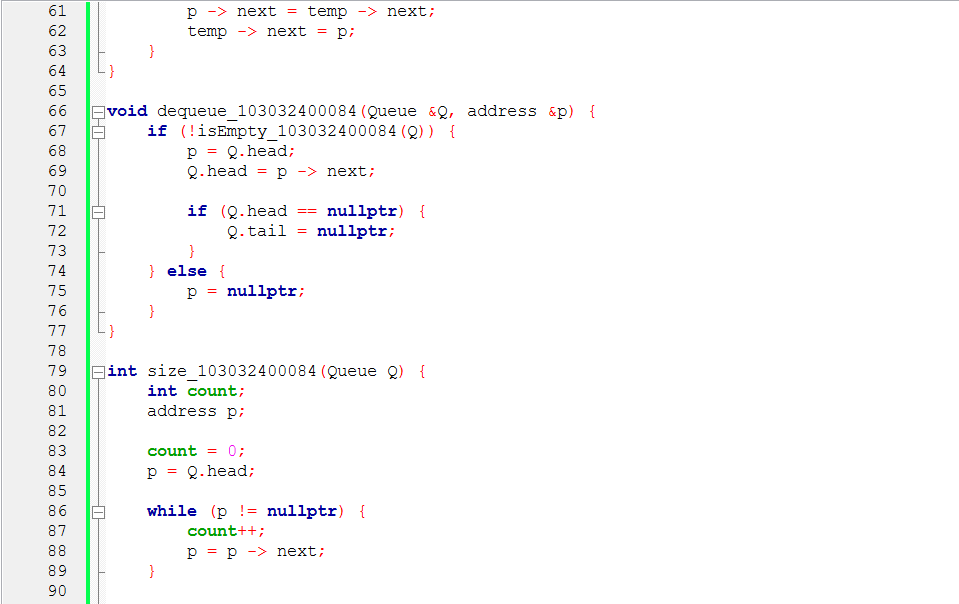 61 p -> next = temp -> next;
62 temp -> next = p;
63 }
64 }
65
66 void dequeue_103032400084(Queue &Q, address &p) {
67 if (!isEmpty_103032400084(Q)) {
68 p = Q.head;
69 Q.head = p -> next;
70
71 if (Q.head == nullptr) {
72 Q.tail = nullptr;
73 }
74 } else {
75 p = nullptr;
76 }
77 }
78
79 int size_103032400084(Queue Q) {
80 int count;
81 address p;
82
83 count = 0;
84 p = Q.head;
85
86 while (p != nullptr) {
87 count++;
88 p = p -> next;
89 }
90